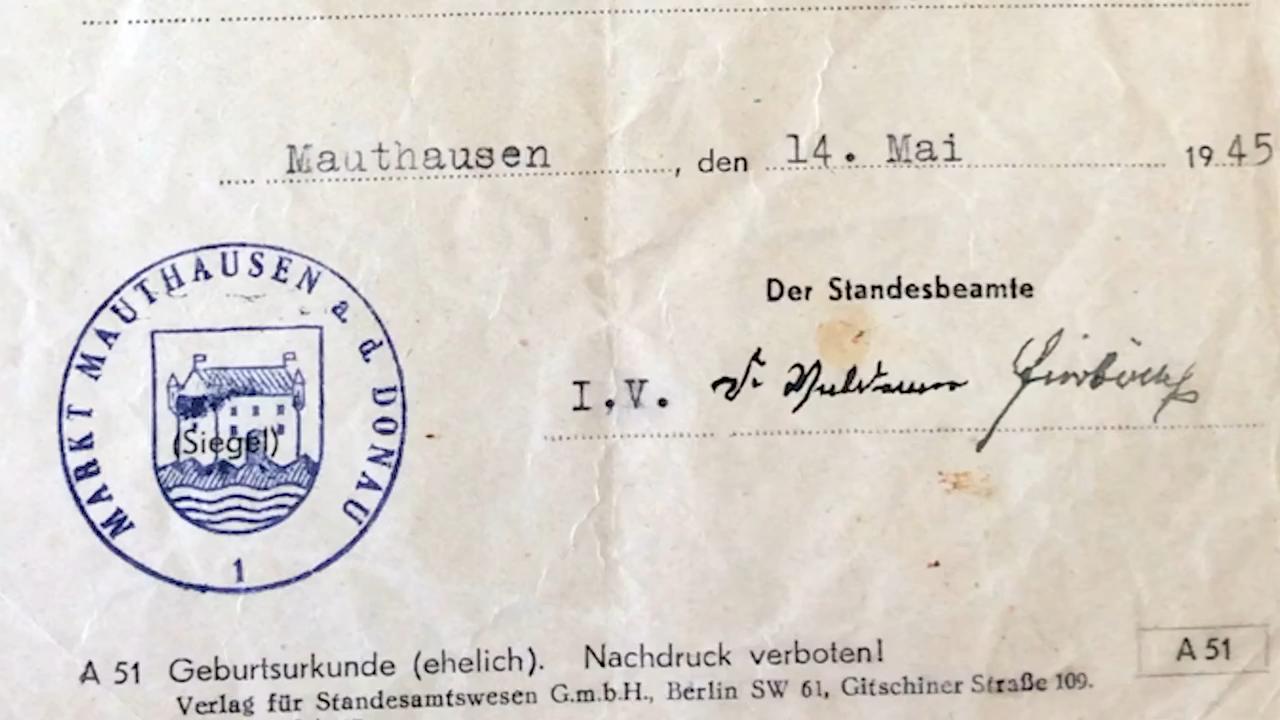 Mauthausen, den 14. Mai 1945
MARKT MAUTHAUSEN a. d. DONAU
(Siegel)
1
Der Standesbeamte
I.V.
A 51 Geburtsurkunde (ehelich). Nachdruck verboten! A 51
Verlag für Standesamtswesen G.m.b.H., Berlin SW 61, Gitschiner Straße 109.